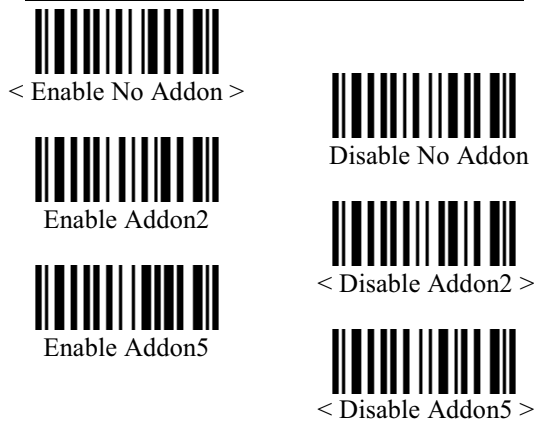 < Enable No Addon >
Disable No Addon
Enable Addon2
< Disable Addon2 >
Enable Addon5
< Disable Addon5 >